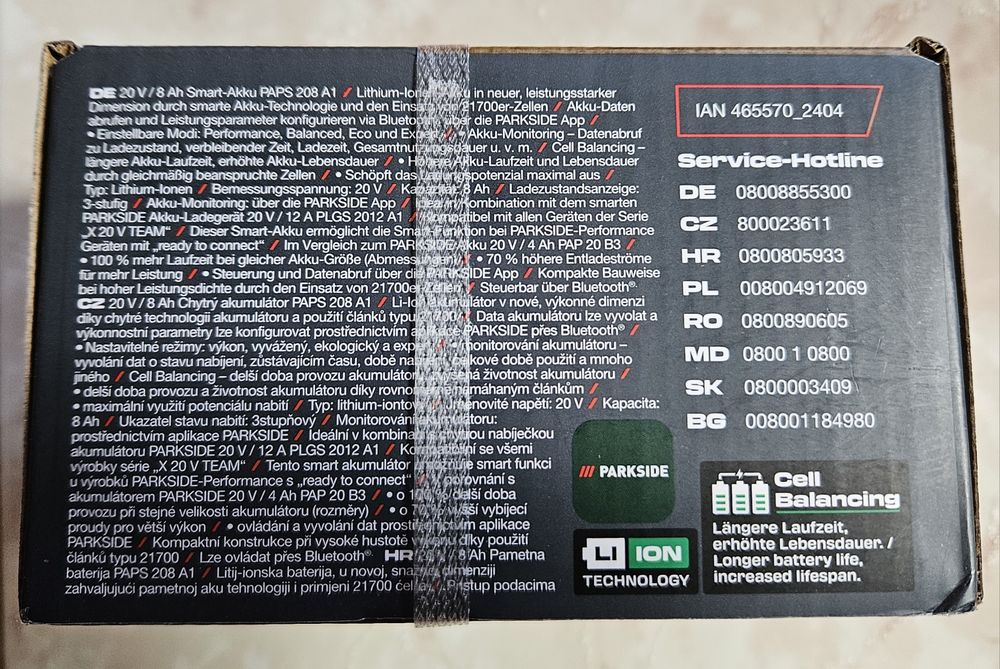 DE 20 V / 8 Ah Smart-Akku PAPS 208 A1 / Lithium-Ionen in neuer, leistungsstarker
Dimension durch smarte Akku-Technologie und den Einsatz von 21700er-Zellen / Akku-Daten
abrufen und Leistungsparameter konfigurieren via Bluetooth über die PARKSIDE App /
• Einstellbare Modi: Performance, Balanced, Eco und Expert / Akku-Monitoring – Datenabruf
zu Ladezustand, verbleibender Zeit, Ladezeit, Gesamtnutzungsdauer u. v. m. / Cell Balancing –
längere Akku-Laufzeit, erhöhte Akku-Lebensdauer / • Höhere Akku-Laufzeit und Lebensdauer
durch gleichmäßig beanspruchte Zellen / • Schöpft das Ladungspotenzial maximal aus /
Typ: Lithium-Ionen / Bemessungsspannung: 20 V / Kapazität: 8 Ah / Ladezustandsanzeige:
3-stufig / Akku-Monitoring: über die PARKSIDE App / Ideal in Kombination mit dem smarten
PARKSIDE Akku-Ladegerät 20 V / 12 A PLGS 2012 A1 / Kompatibel mit allen Geräten der Serie
„X 20 V TEAM“ / Dieser Smart-Akku ermöglicht die Smart-Funktion bei PARKSIDE-Performance
Geräten mit „ready to connect“ / Im Vergleich zum PARKSIDE Akku 20 V / 4 Ah PAP 20 B3 /
• 100 % mehr Laufzeit bei gleicher Akku-Größe (Abmessungen) / • 70 % höhere Entladeströme
für mehr Leistung / • Steuerung und Datenabruf über die PARKSIDE App / Kompakte Bauweise
bei hoher Leistungsdichte durch den Einsatz von 21700er-Zellen / Steuerbar über Bluetooth®.
CZ 20 V / 8 Ah Chytrý akumulátor PAPS 208 A1 / Li-Ion akumulátor v nové, výkonné dimenzi
díky chytré technologii akumulátoru a použití článků typu 21700 / Data akumulátoru lze vyvolat a
výkonnostní parametry lze konfigurovat prostřednictvím aplikace PARKSIDE přes Bluetooth® /
• Nastavitelné režimy: výkon, vyvážený, ekologický a expert / monitorování akumulátoru –
vyvolání dat o stavu nabíjení, zůstávajícím času, době nabíjení, celkové době použití a mnoho
jiného / Cell Balancing – delší doba provozu akumulátoru, zvýšená životnost akumulátoru /
• delší doba provozu a životnost akumulátoru díky rovnoměrně namáhaným článkům /
• maximální využití potenciálu nabití / Typ: lithium-iontový / Jmenovité napětí: 20 V / Kapacita:
8 Ah / Ukazatel stavu nabití: 3stupňový / Monitorování akumulátoru:
prostřednictvím aplikace PARKSIDE / Ideální v kombinaci s chytrou nabíječkou
akumulátoru PARKSIDE 20 V / 12 A PLGS 2012 A1 / Kompatibilní se všemi
výrobky série „X 20 V TEAM“ / Tento smart akumulátor umožňuje smart funkci
u výrobků PARKSIDE-Performance s „ready to connect“ / V porovnání s
akumulátorem PARKSIDE 20 V / 4 Ah PAP 20 B3 / • o 100 % delší doba
provozu při stejné velikosti akumulátoru (rozměry) / • o vyšší vybíjecí
proudy pro větší výkon / • ovládání a vyvolání dat prostřednictvím aplikace
PARKSIDE / Kompaktní konstrukce při vysoké hustotě výkonu díky použití
článků typu 21700 / Lze ovládat přes Bluetooth®. HR 20 V / 8 Ah Pametna
baterija PAPS 208 A1 / Litij-ionska baterija, u novoj, snažnoj dimenziji
zahvaljujući pametnoj aku tehnologiji i primjeni 21700 ćelija / Pristup podacima
IAN 465570_2404
Service-Hotline
DE 08008855300
CZ 800023611
HR 0800805933
PL 008004912069
RO 0800890605
MD 0800 1 0800
SK 0800003409
BG 008001184980
/// PARKSIDE
LI ION
TECHNOLOGY
Cell
Balancing
Längere Laufzeit,
erhöhte Lebensdauer. /
Longer battery life,
increased lifespan.